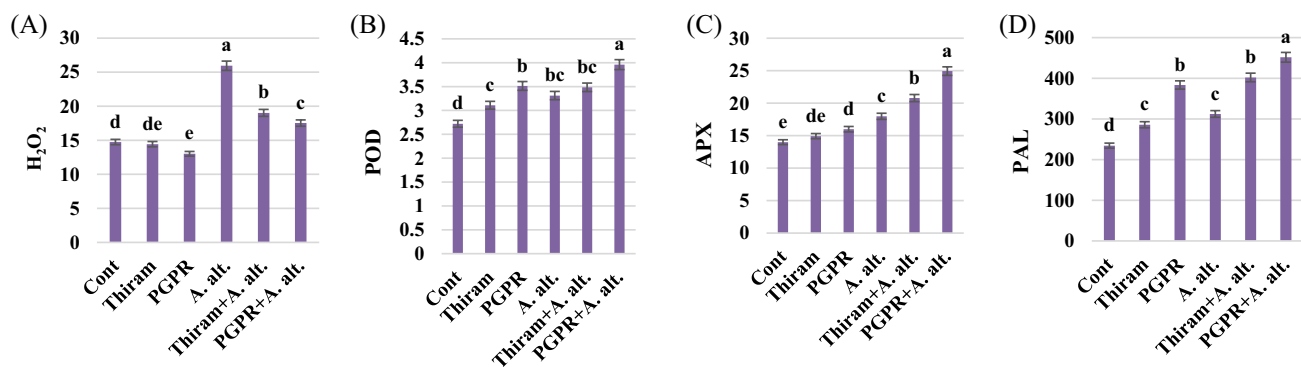 (A)
H₂O₂
30
25
20
15
10
5
0
d
de
e
a
b
c
Cont
Thiram
PGPR
A. alt.
Thiram+A. alt.
PGPR+A. alt.
(B)
POD
4.5
4
3.5
3
2.5
2
1.5
1
0.5
0
d
c
b
bc
bc
a
Cont
Thiram
PGPR
A. alt.
Thiram+A. alt.
PGPR+A. alt.
(C)
APX
30
25
20
15
10
5
0
e
de
d
c
b
a
Cont
Thiram
PGPR
A. alt.
Thiram+A. alt.
PGPR+A. alt.
(D)
PAL
500
400
300
200
100
0
d
c
b
c
b
a
Cont
Thiram
PGPR
A. alt.
Thiram+A. alt.
PGPR+A. alt.